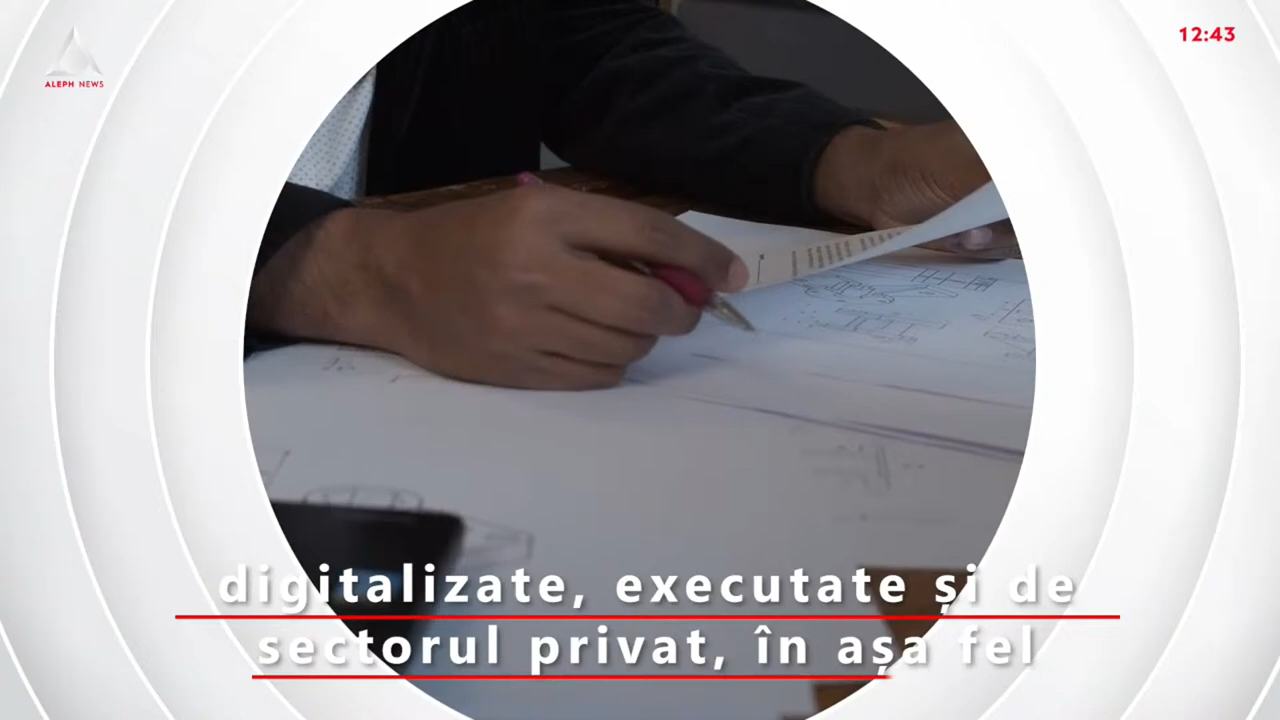 ALEPH NEWS
12:43
digitalizate, executate și de
sectorul privat, în așa fel